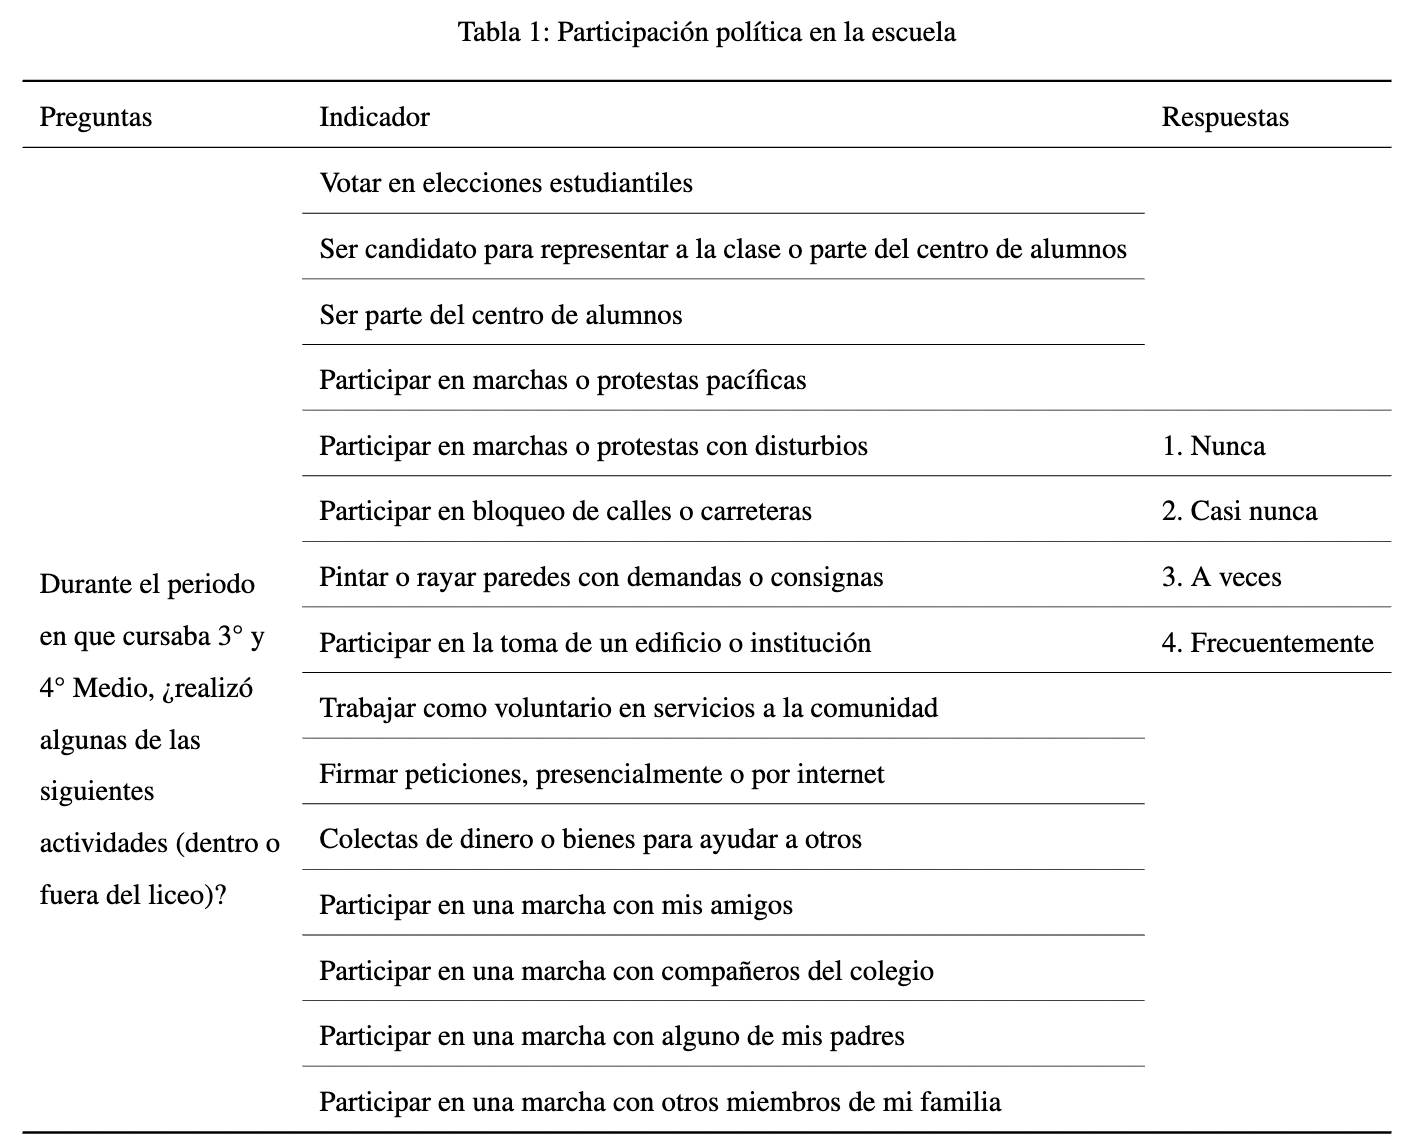 Tabla 1: Participación política en la escuela
Preguntas Indicador Respuestas
Votar en elecciones estudiantiles
Ser candidato para representar a la clase o parte del centro de alumnos
Ser parte del centro de alumnos
Participar en marchas o protestas pacíficas
Participar en marchas o protestas con disturbios
Participar en bloqueo de calles o carreteras
Pintar o rayar paredes con demandas o consignas
Participar en la toma de un edificio o institución
Trabajar como voluntario en servicios a la comunidad
Firmar peticiones, presencialmente o por internet
Colectas de dinero o bienes para ayudar a otros
Participar en una marcha con mis amigos
Participar en una marcha con compañeros del colegio
Participar en una marcha con alguno de mis padres
Participar en una marcha con otros miembros de mi familia
Durante el periodo
en que cursaba 3° y
4° Medio, ¿realizó
algunas de las
siguientes
actividades (dentro o
fuera del liceo)?
1. Nunca
2. Casi nunca
3. A veces
4. Frecuentemente